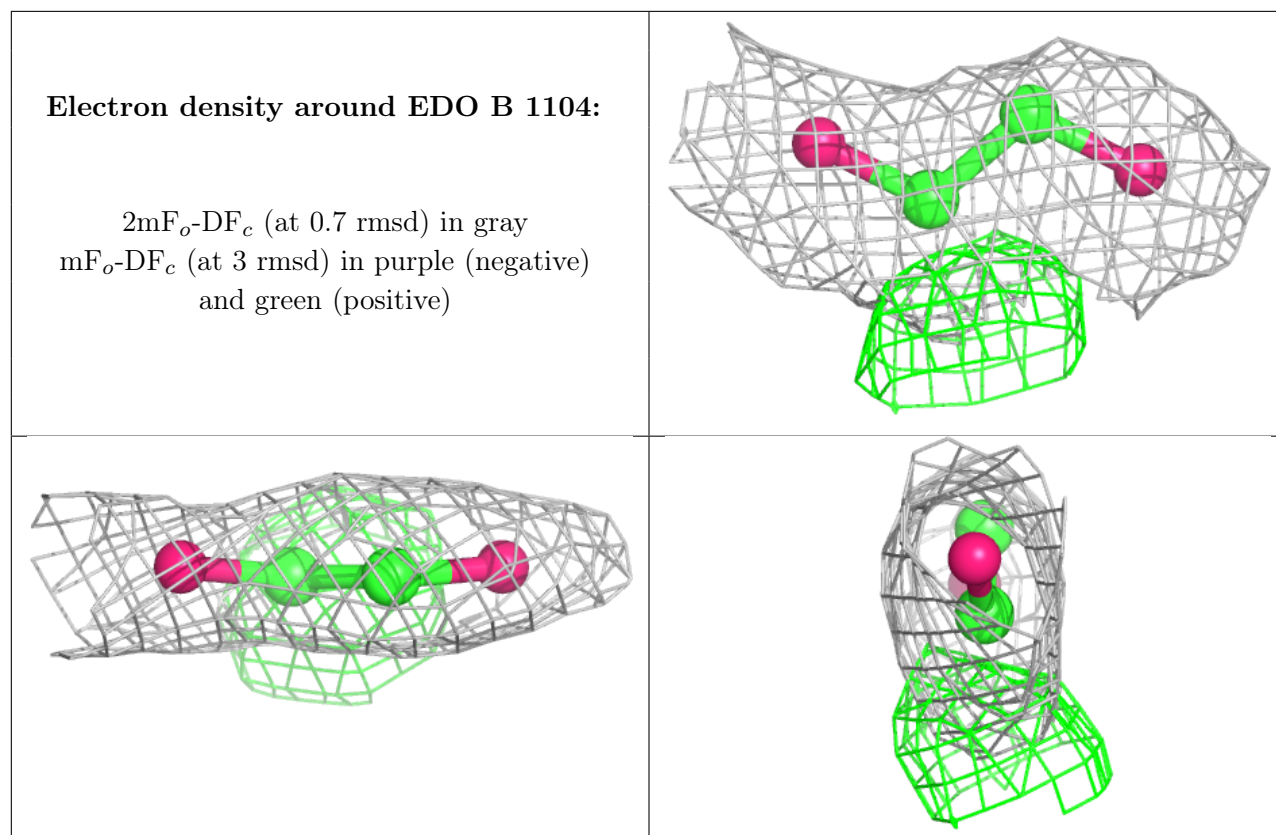 Electron density around EDO B 1104:
2mFo-DFc (at 0.7 rmsd) in gray
mFo-DFc (at 3 rmsd) in purple (negative)
and green (positive)